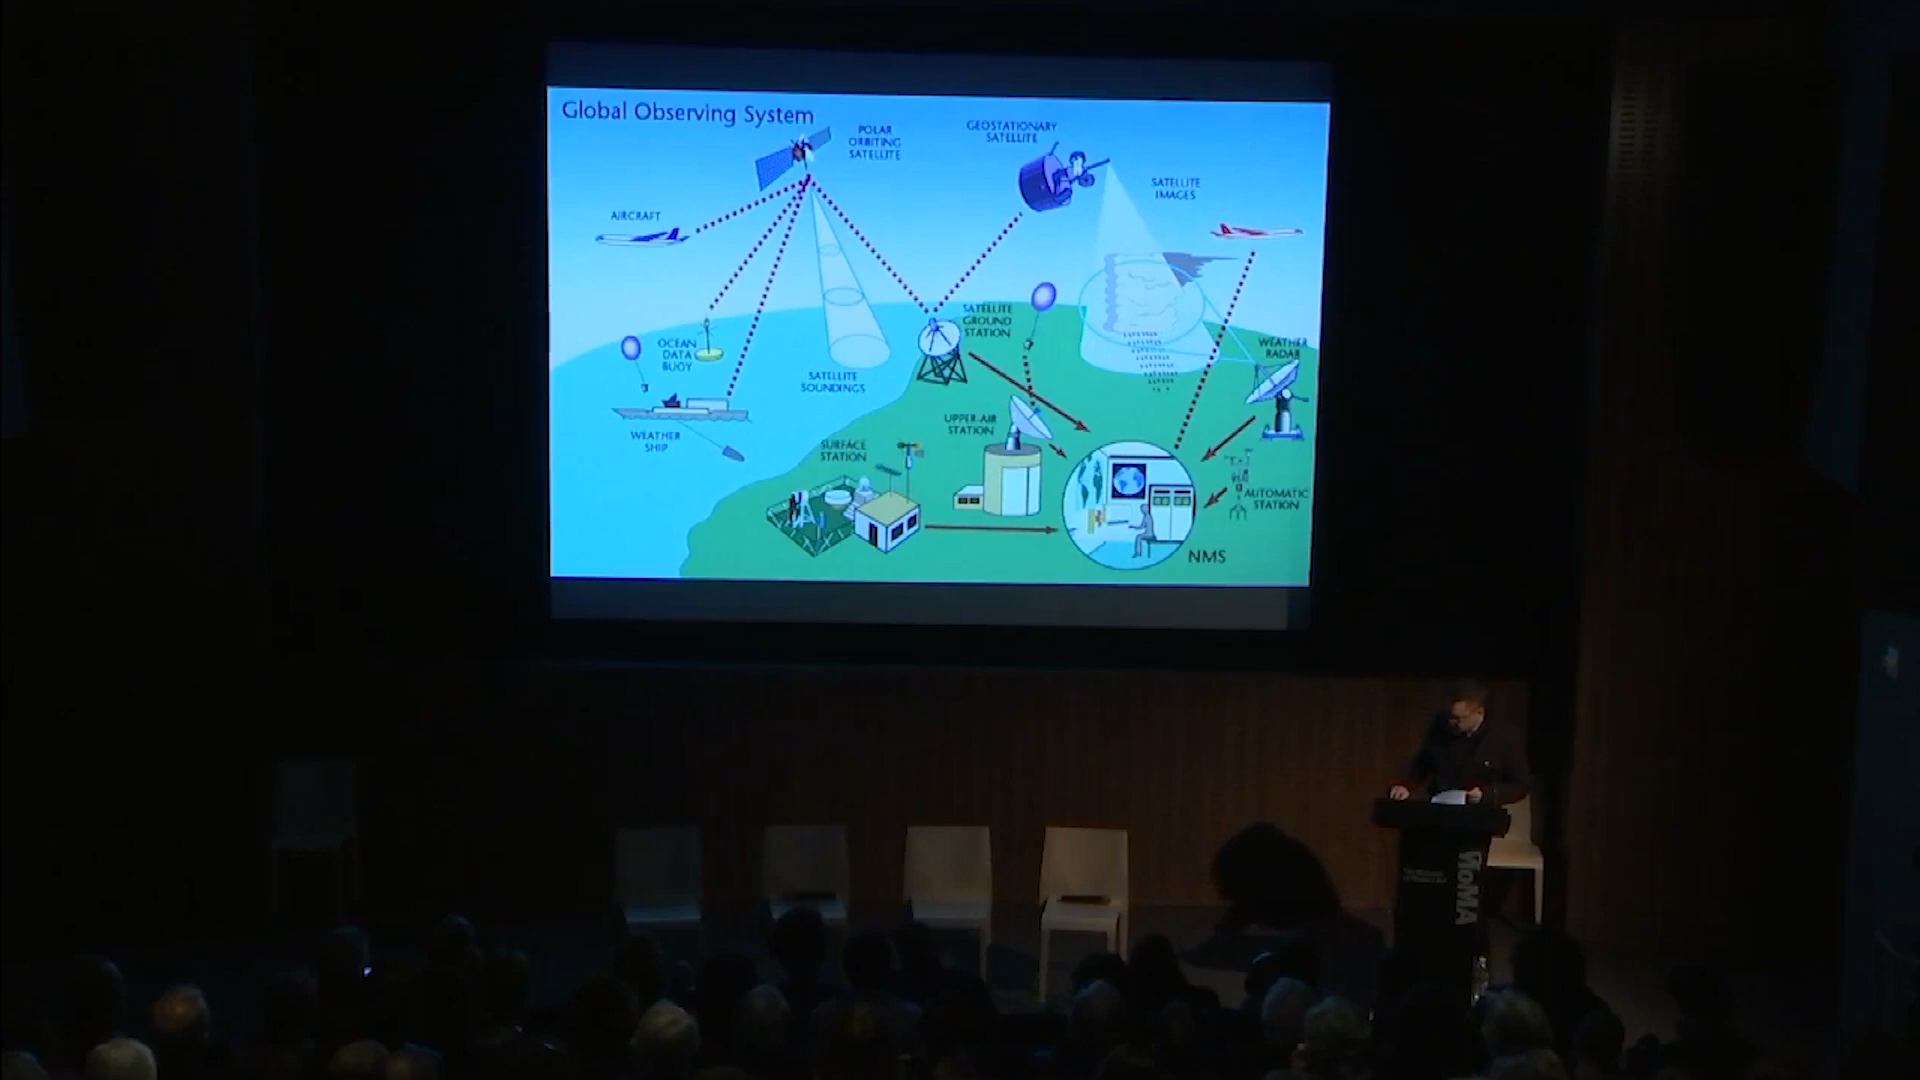 Global Observing System
POLAR
ORBITING
SATELLITE
GEOSTATIONARY
SATELLITE
SATELLITE
IMAGES
AIRCRAFT
SATELLITE
GROUND
STATION
OCEAN
DATA
BUOY
WEATHER
RADAR
SATELLITE
SOUNDINGS
UPPER-AIR
STATION
WEATHER
SHIP
SURFACE
STATION
AUTOMATIC
STATION
NMS
MoMA